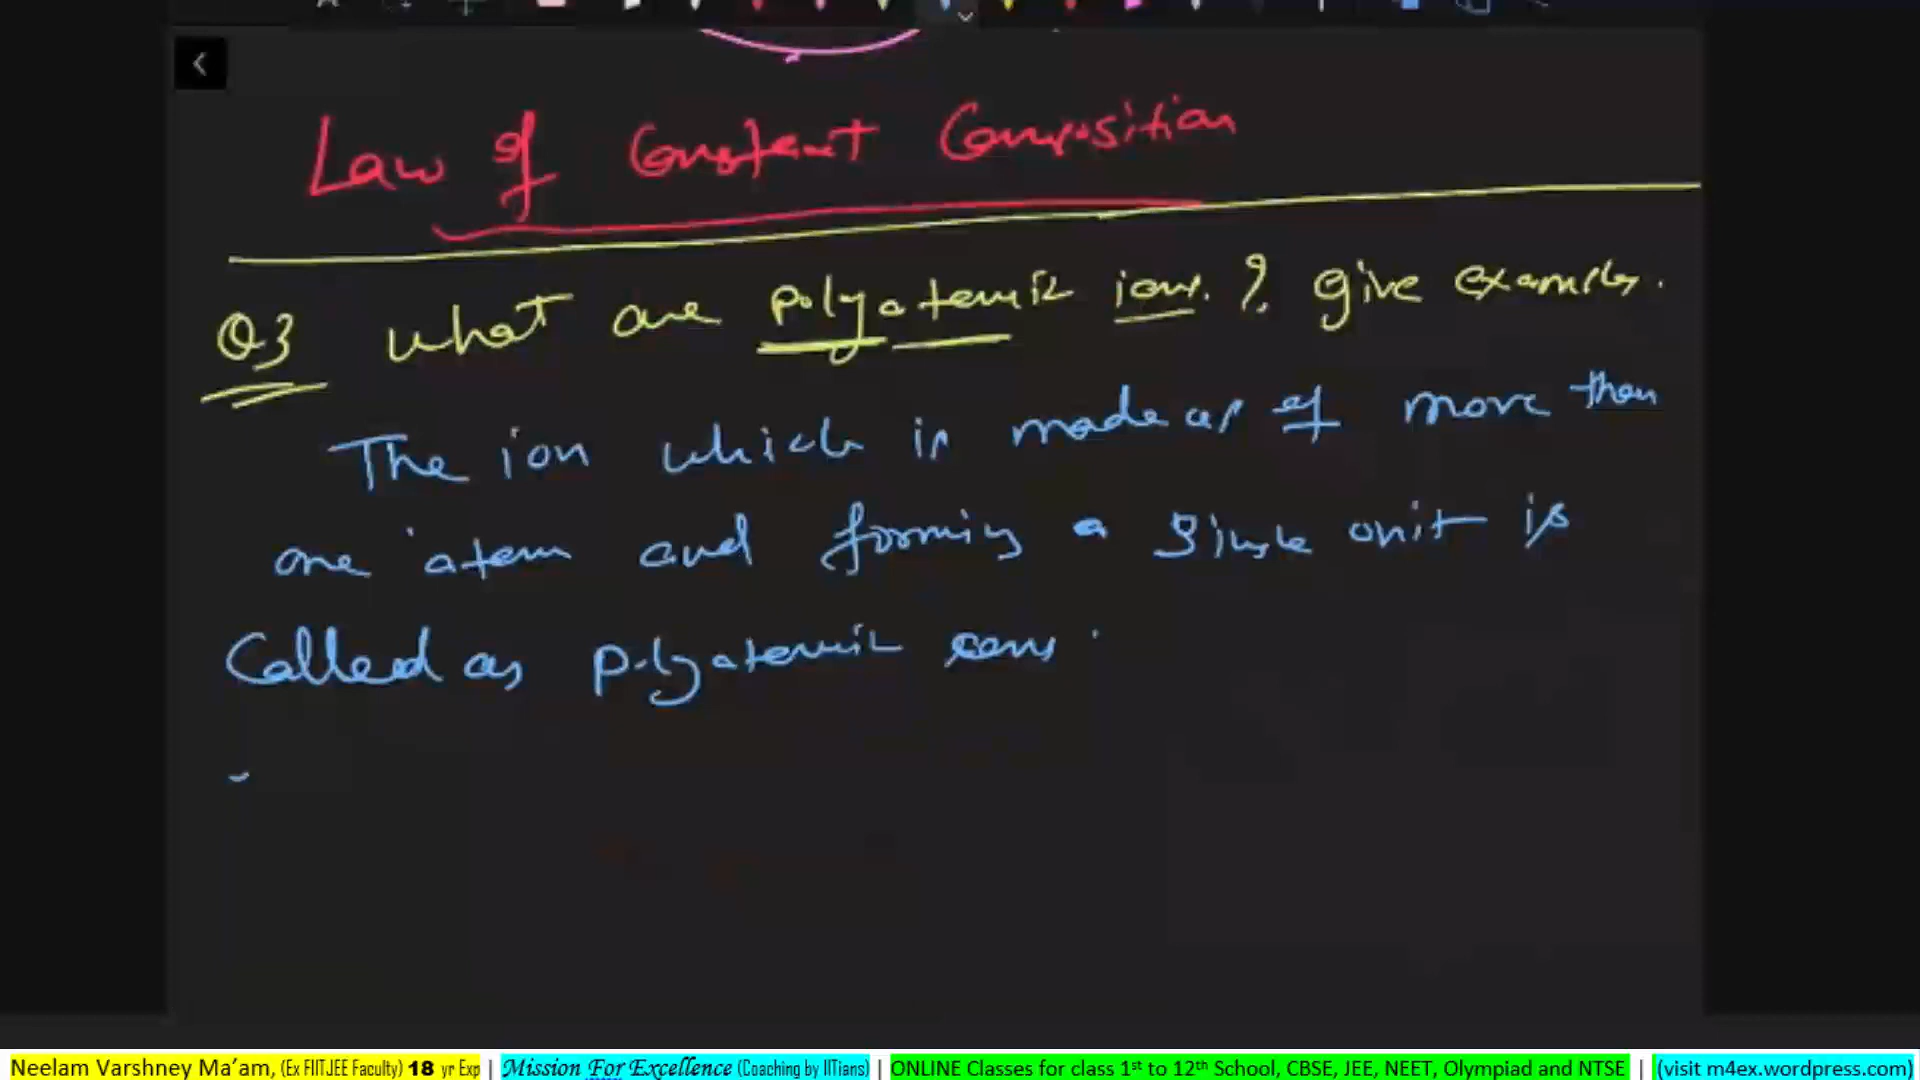 Law of Constant Composition
Q3 What are polyatomic ions. ? give examples.
The ion which is made up of more than
one atom and forming a single unit is
Called as polyatomic ions.
Neelam Varshney Ma'am, (Ex FIITJEE Faculty) 18 yr Exp | Mission For Excellence (Coaching by IITians) | ONLINE Classes for class 1st to 12th School, CBSE, JEE, NEET, Olympiad and NTSE | (visit m4ex.wordpress.com)